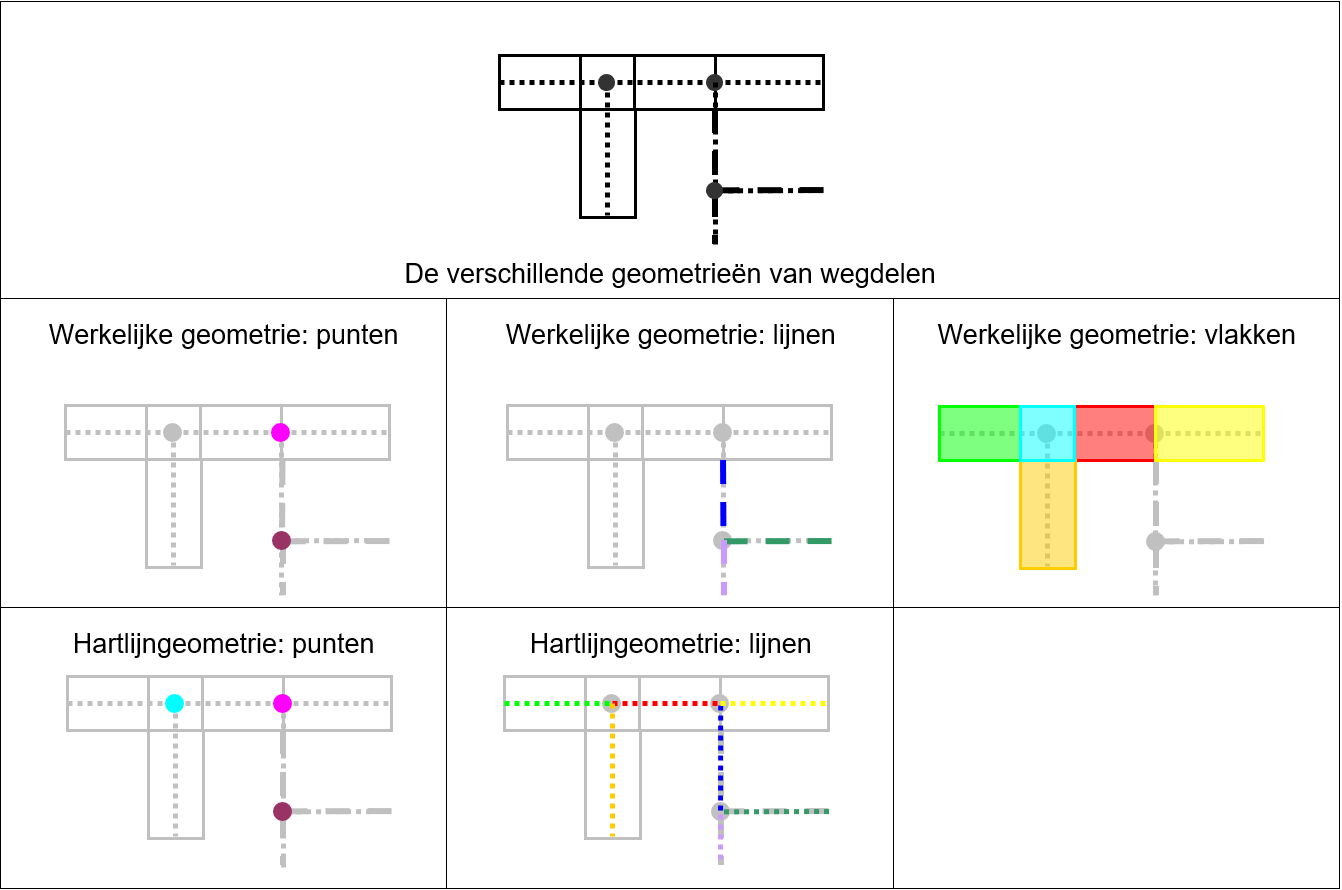 De verschillende geometrieën van wegdelen
Werkelijke geometrie: punten
Werkelijke geometrie: lijnen
Werkelijke geometrie: vlakken
Hartlijngeometrie: punten
Hartlijngeometrie: lijnen